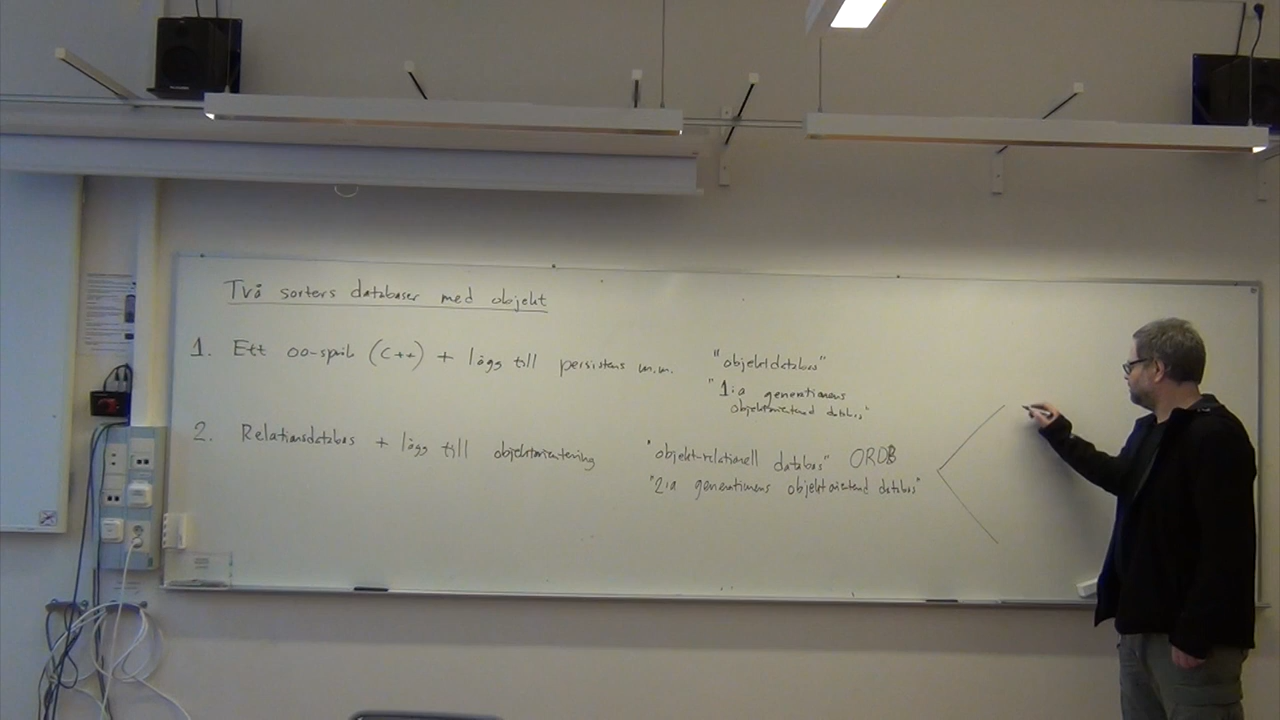 Två sorters databaser med objekt
1. Ett oo-språk (C++) + lägg till persistens m.m.
"objektdatabas"
"1:a generationens
objektorienterad databas"
2. Relationsdatabas + lägg till objektorientering
"objekt-relationell databas" ORDB
"2:a generationens objektorienterad databas"